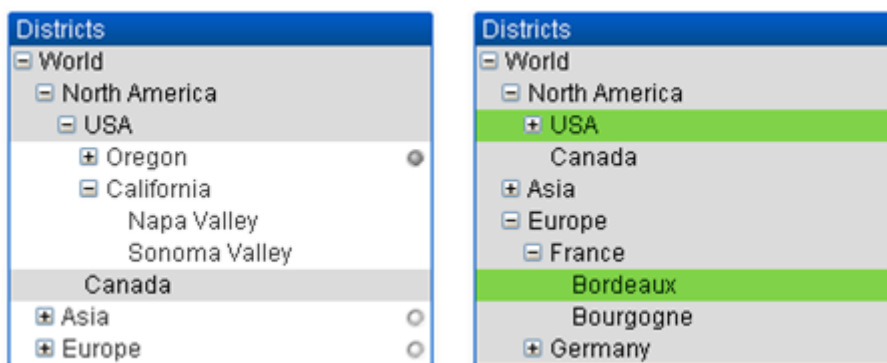 Districts
World
North America
USA
Oregon
California
Napa Valley
Sonoma Valley
Canada
Asia
Europe
Districts
World
North America
USA
Canada
Asia
Europe
France
Bordeaux
Bourgogne
Germany